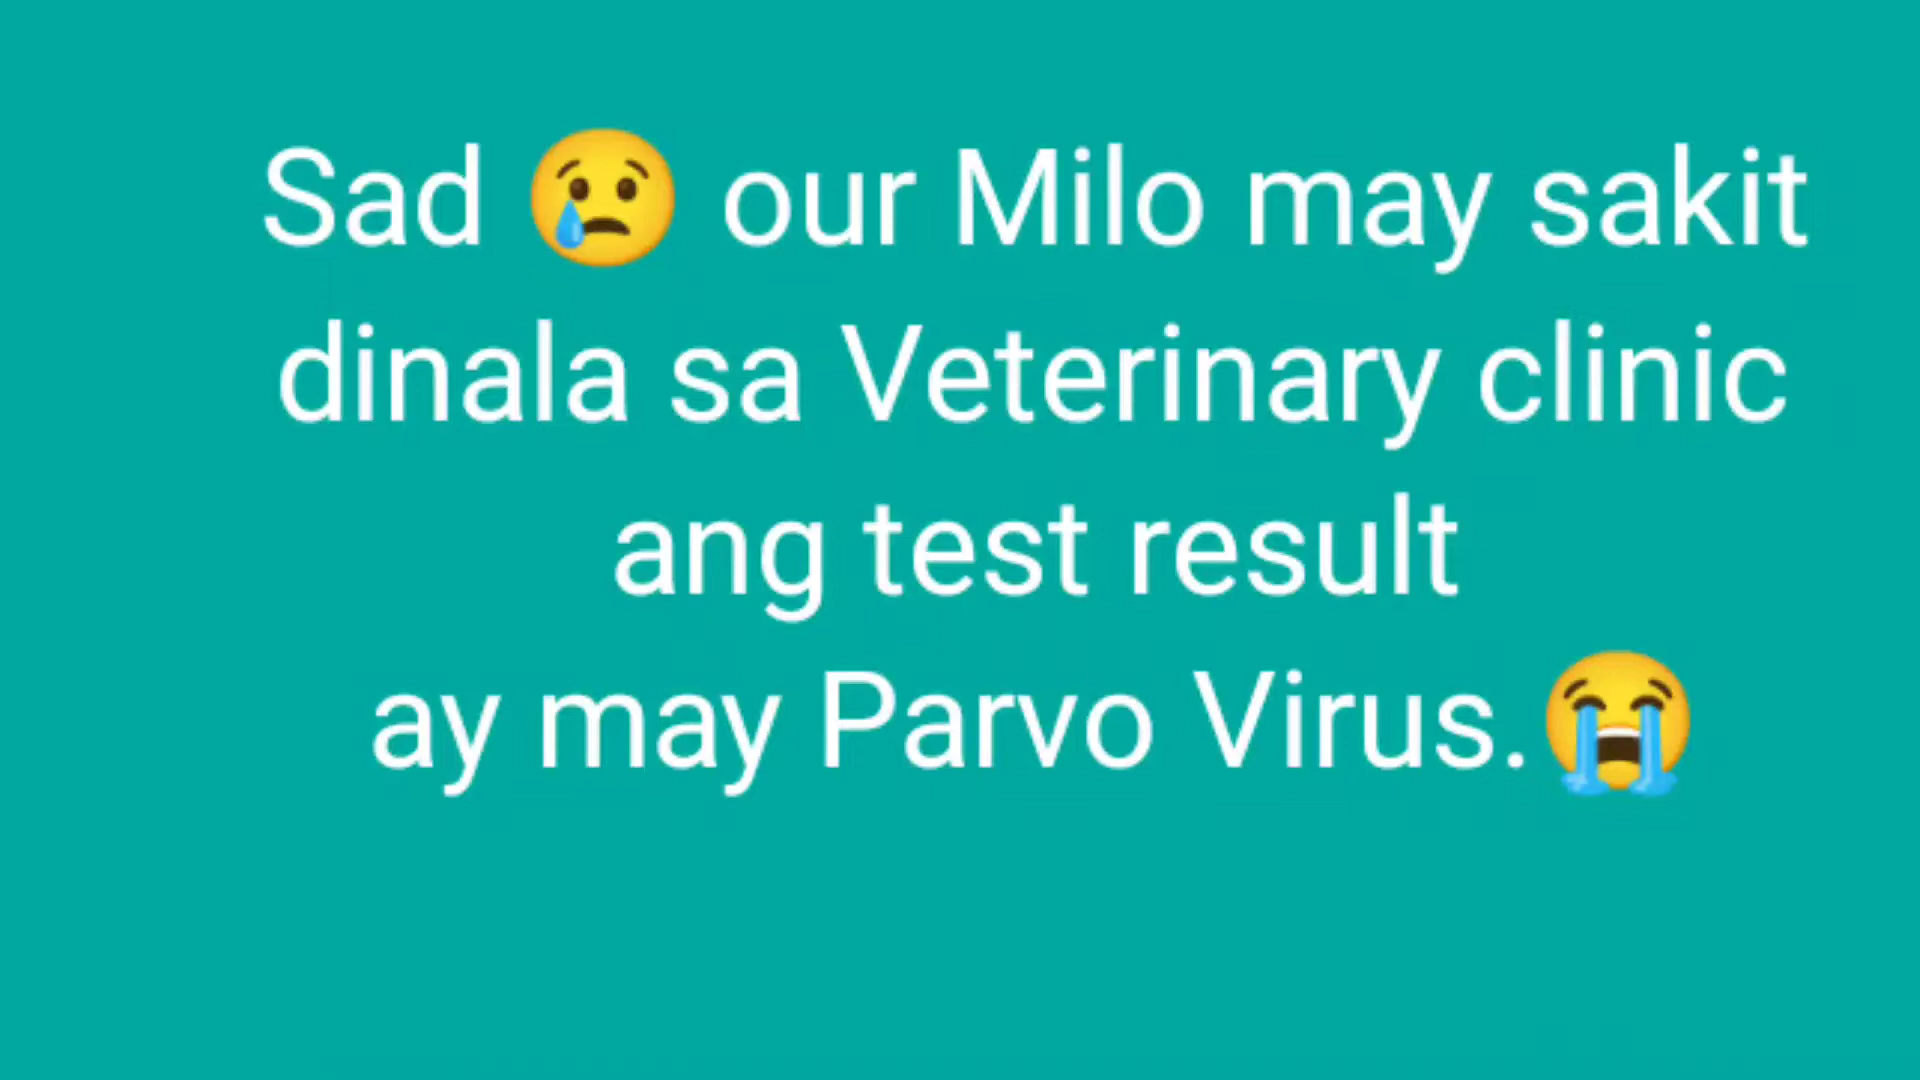 Sad 😢 our Milo may sakit
dinala sa Veterinary clinic
ang test result
ay may Parvo Virus.😭